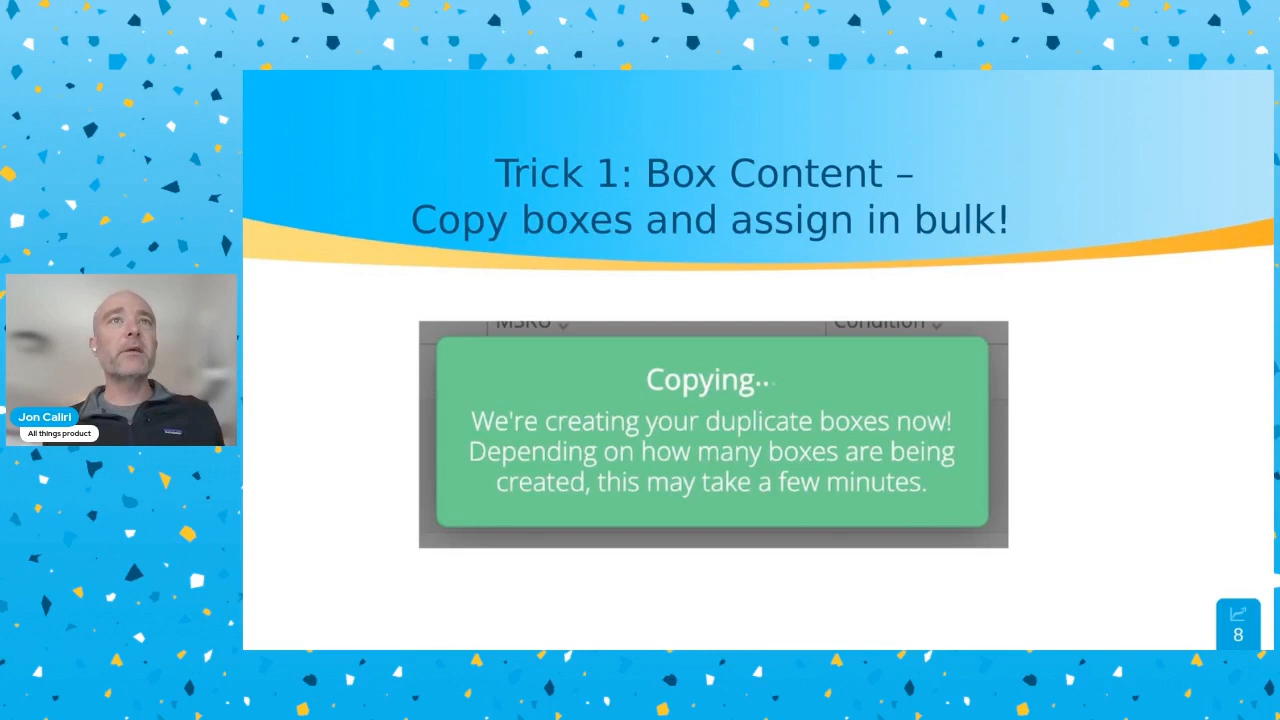 Trick 1: Box Content –
Copy boxes and assign in bulk!
MSKU
Condition
Copying..
We're creating your duplicate boxes now!
Depending on how many boxes are being
created, this may take a few minutes.
Jon Caliri
All things product
8